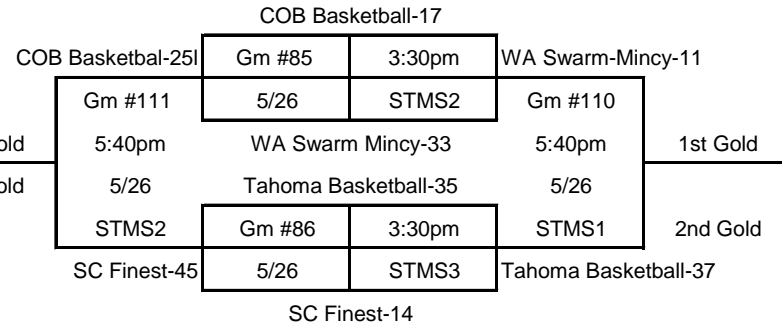 COB Basketball-17
COB Basketbal-25l Gm #85 3:30pm WA Swarm-Mincy-11
Gm #111 5/26 STMS2 Gm #110
5:40pm WA Swarm Mincy-33 5:40pm 1st Gold
5/26 Tahoma Basketball-35 5/26
STMS2 Gm #86 3:30pm STMS1 2nd Gold
SC Finest-45 5/26 STMS3 Tahoma Basketball-37
SC Finest-14